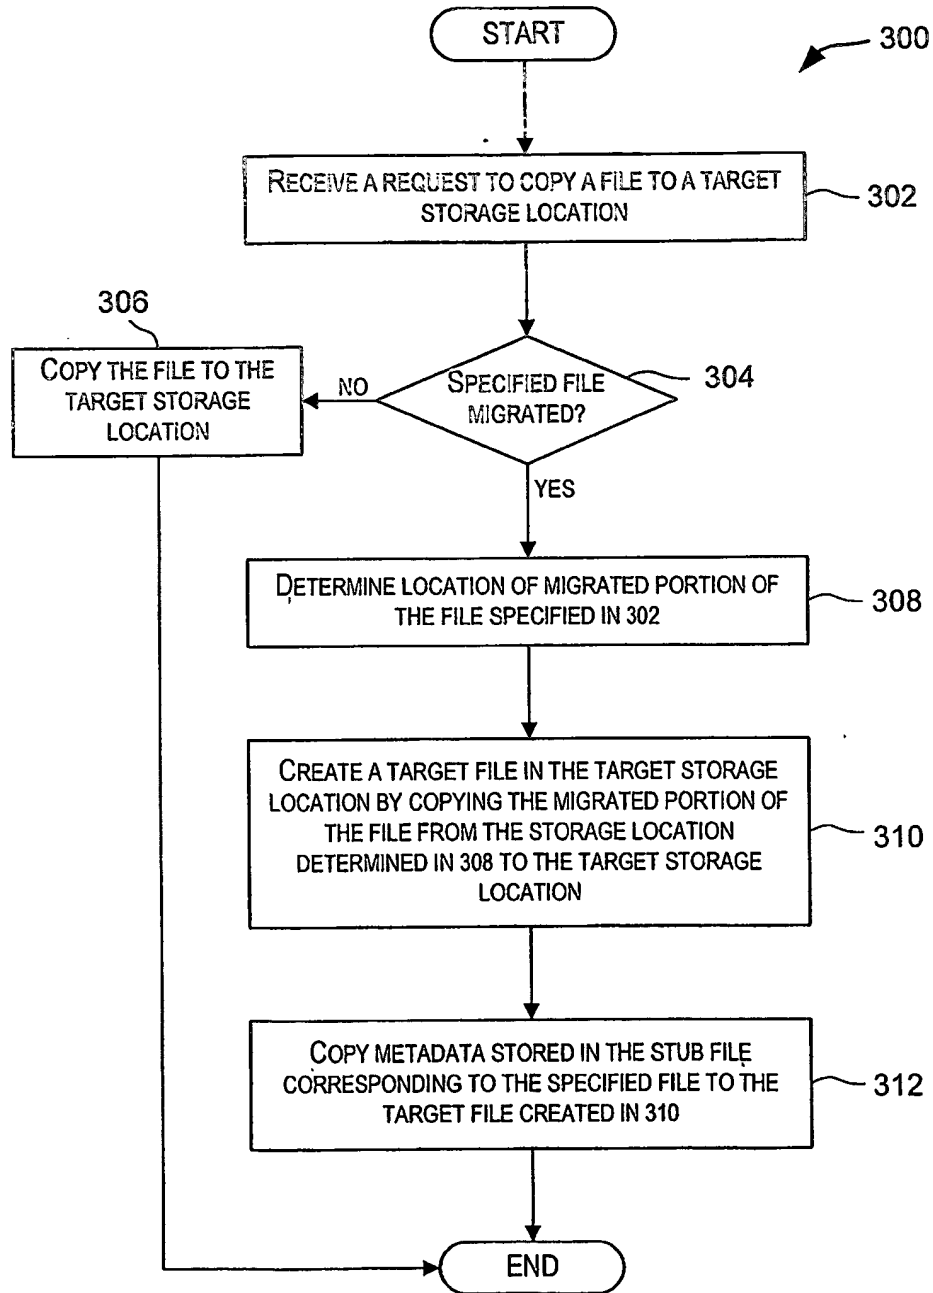 START
300
RECEIVE A REQUEST TO COPY A FILE TO A TARGET
STORAGE LOCATION
302
306
COPY THE FILE TO THE
TARGET STORAGE
LOCATION
NO
SPECIFIED FILE
MIGRATED?
304
YES
DETERMINE LOCATION OF MIGRATED PORTION OF
THE FILE SPECIFIED IN 302
308
CREATE A TARGET FILE IN THE TARGET STORAGE
LOCATION BY COPYING THE MIGRATED PORTION OF
THE FILE FROM THE STORAGE LOCATION
DETERMINED IN 308 TO THE TARGET STORAGE
LOCATION
310
COPY METADATA STORED IN THE STUB FILE
CORRESPONDING TO THE SPECIFIED FILE TO THE
TARGET FILE CREATED IN 310
312
END